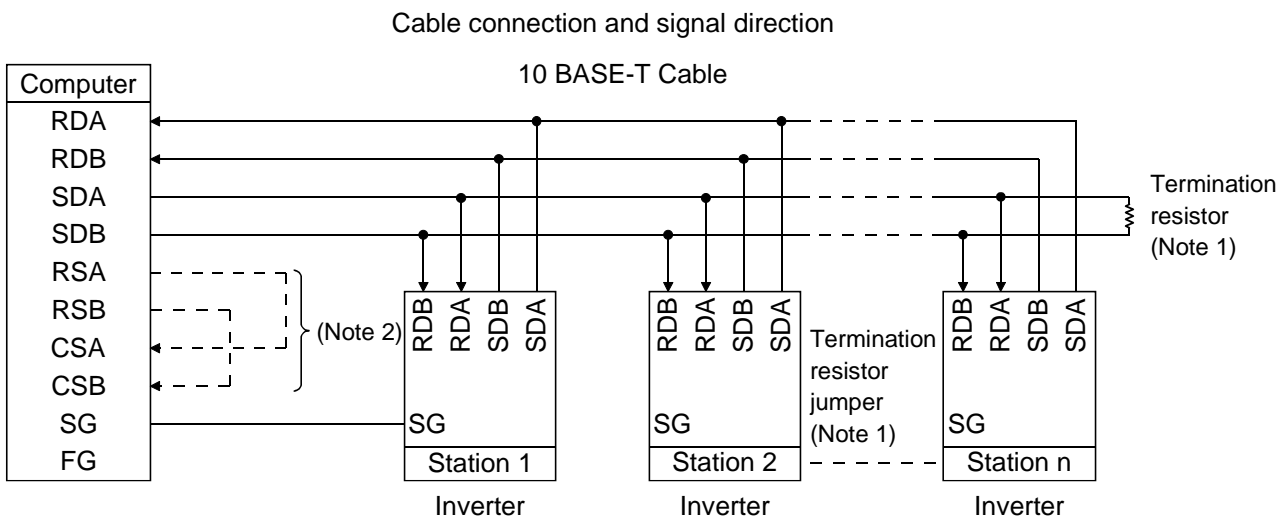 Cable connection and signal direction
10 BASE-T Cable
Computer
RDA
RDB
SDA
SDB
RSA
RSB
CSA
CSB
SG
FG
(Note 2)
RDB
RDA
SDB
SDA
SG
Station 1
Inverter
RDB
RDA
SDB
SDA
SG
Station 2
Inverter
Termination
resistor
jumper
(Note 1)
RDB
RDA
SDB
SDA
SG
Station n
Inverter
Termination
resistor
(Note 1)